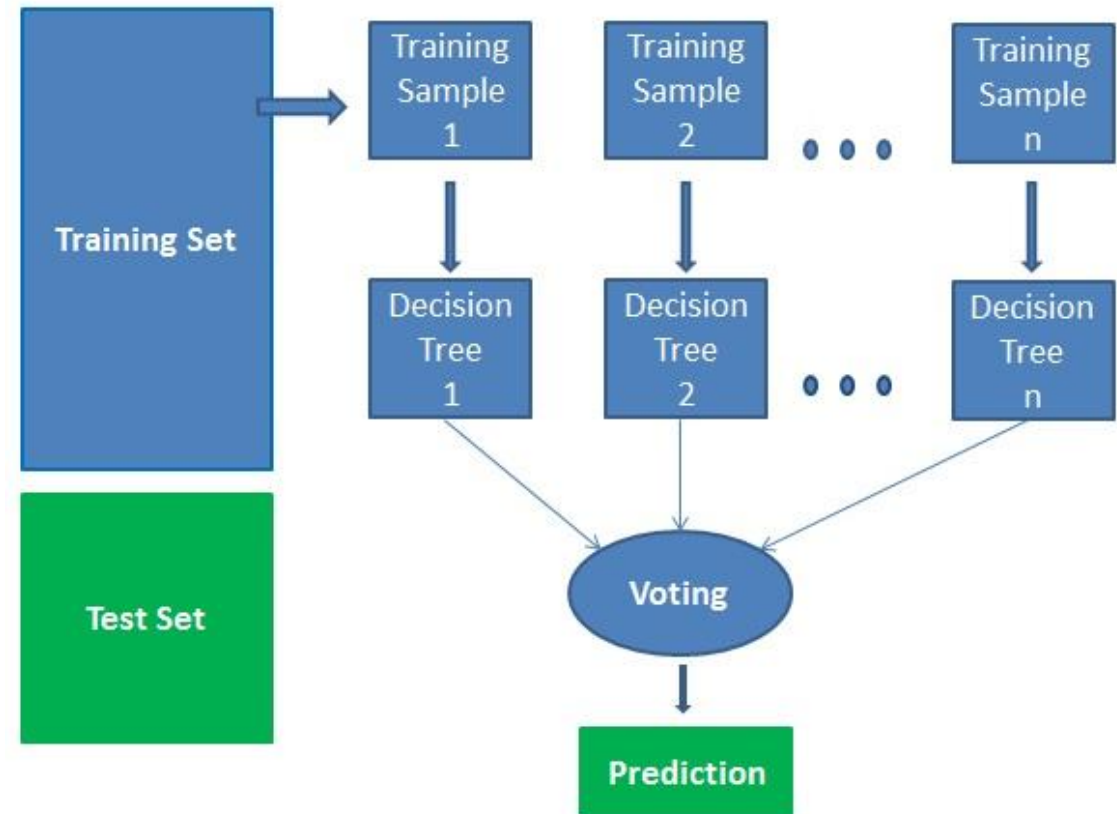 Training Set
Training
Sample
1
Training
Sample
2
Training
Sample
n
Decision
Tree
1
Decision
Tree
2
Decision
Tree
n
Test Set
Voting
Prediction